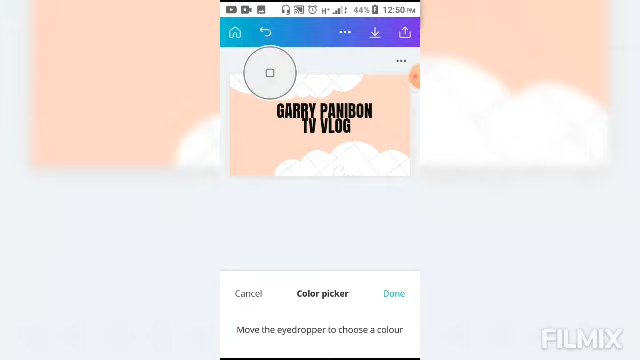 44% 12:50 PM
GARRY PANIBON
TV VLOG
Cancel
Color picker
Done
Move the eyedropper to choose a colour
FILMIX